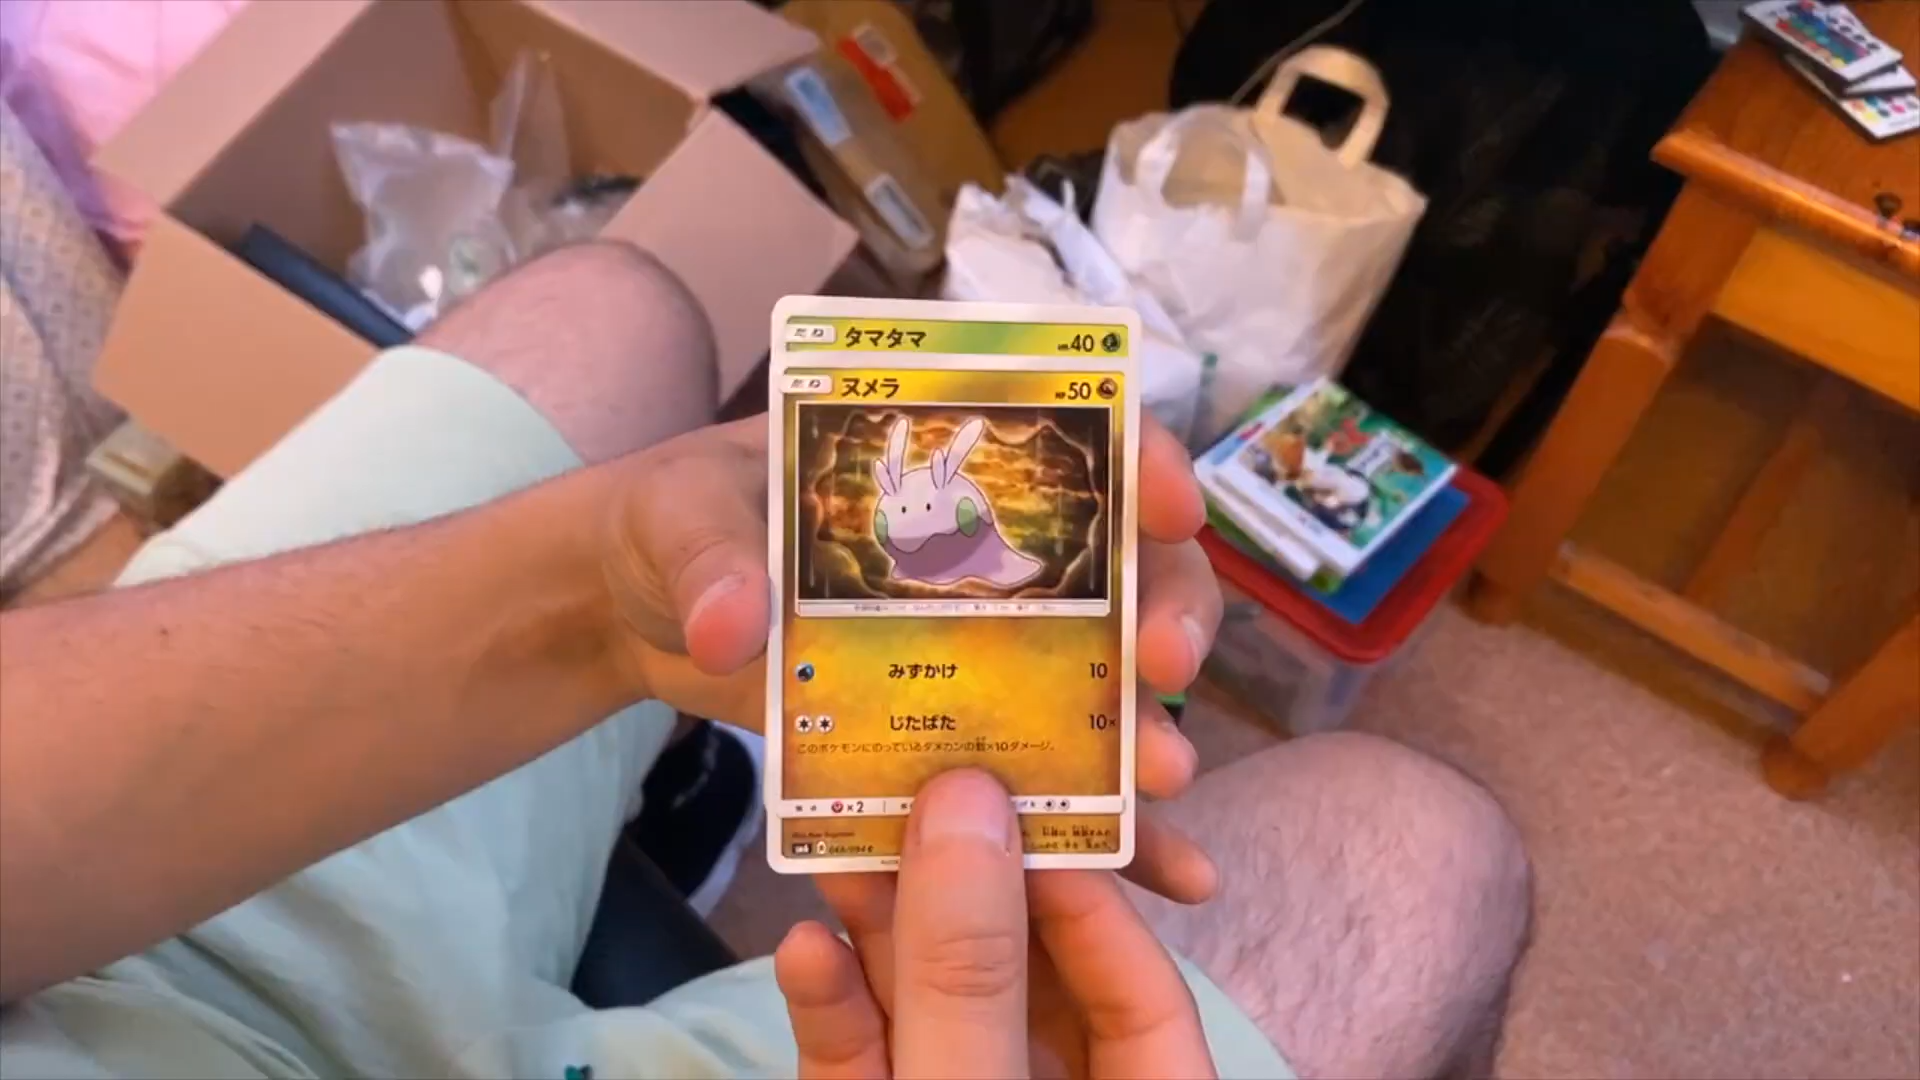 たね タマタマ HP40
たね ヌメラ HP50
みずかけ 10
じたばた 10×
このポケモンにのっているダメカンの数×10ダメージ。
×2